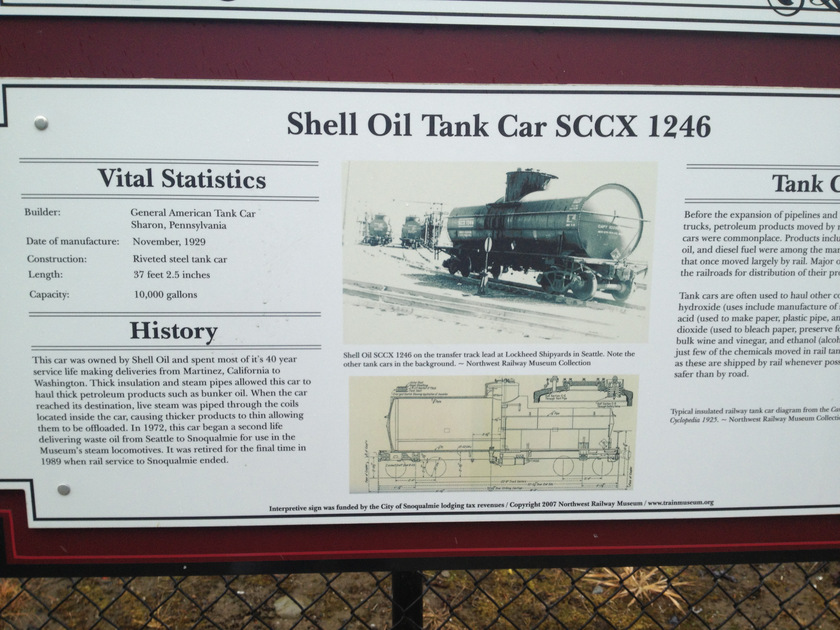 Shell Oil Tank Car SCCX 1246
Vital Statistics
Builder: General American Tank Car
Sharon, Pennsylvania
Date of manufacture: November, 1929
Construction: Riveted steel tank car
Length: 37 feet 2.5 inches
Capacity: 10,000 gallons
History
This car was owned by Shell Oil and spent most of it's 40 year
service life making deliveries from Martinez, California to
Washington. Thick insulation and steam pipes allowed this car to
haul thick petroleum products such as bunker oil. When the car
reached its destination, live steam was piped through the coils
located inside the car, causing thicker products to thin allowing
them to be offloaded. In 1972, this car began a second life
delivering waste oil from Seattle to Snoqualmie for use in the
Museum's steam locomotives. It was retired for the final time in
1989 when rail service to Snoqualmie ended.
Shell Oil SCCX 1246 on the transfer track lead at Lockheed Shipyards in Seattle. Note the
other tank cars in the background. ~ Northwest Railway Museum Collection
Tank
Before the expansion of pipelines and
trucks, petroleum products moved by
cars were commonplace. Products
oil, and diesel fuel were among the
that once moved largely by rail. Major
the railroads for distribution of their
Tank cars are often used to haul other
hydroxide (uses include manufacture of
acid (used to make paper, plastic pipe,
dioxide (used to bleach paper, preserve
bulk wine and vinegar, and ethanol
just few of the chemicals moved in rail
as these are shipped by rail whenever
safer than by road.
Typical insulated railway tank car diagram from the
Cyclopedia 1923. ~ Northwest Railway Museum
Interpretive sign was funded by the City of Snoqualmie lodging tax revenues / Copyright 2007 Northwest Railway Museum / www.trainmuseum.org